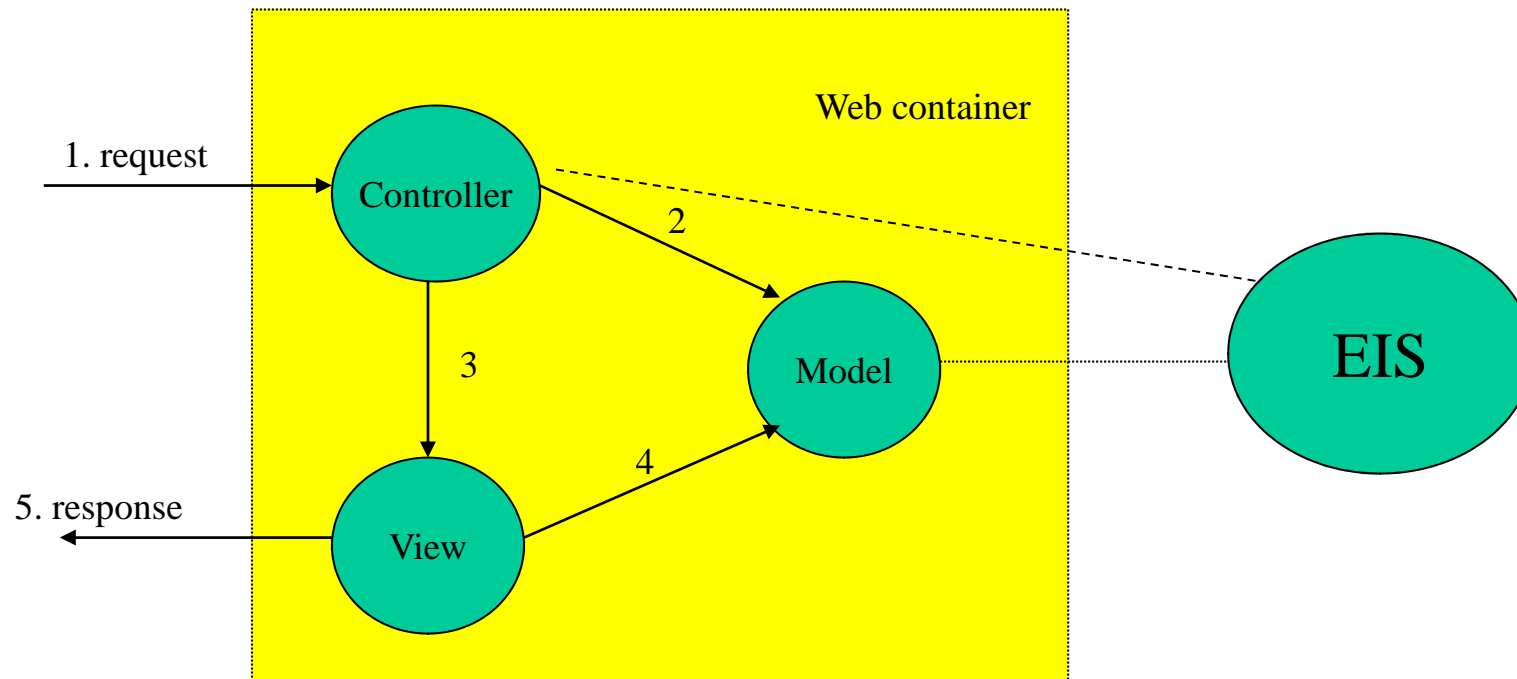 Web container
1. request
Controller
2
EIS
3
Model
4
5. response
View